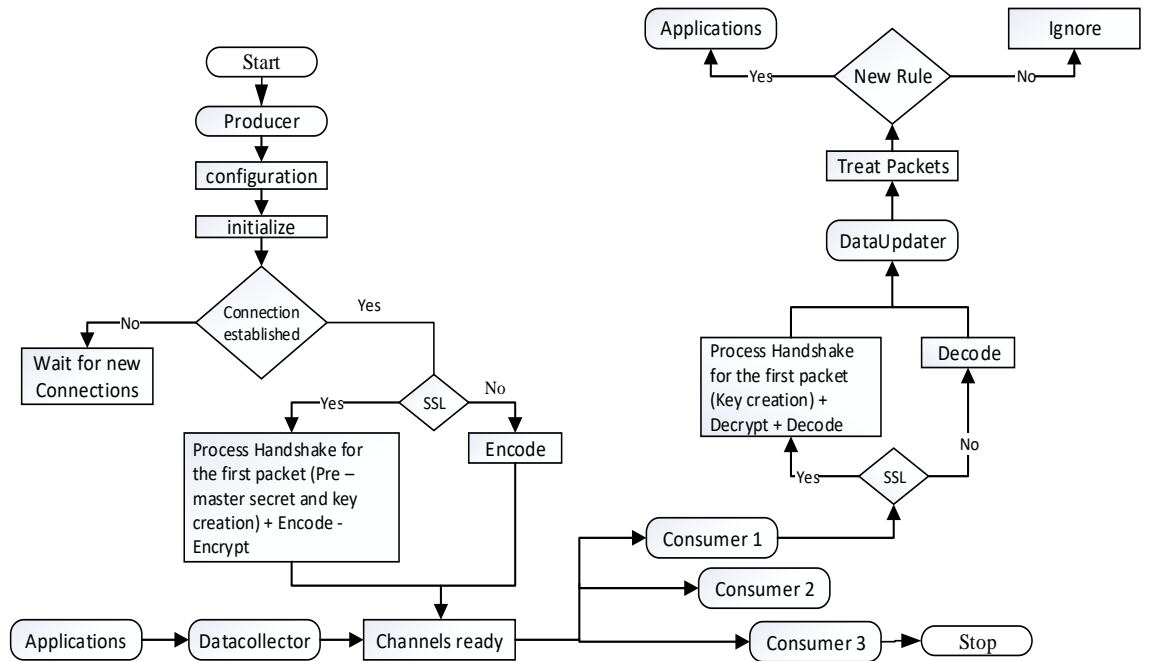 Start
Producer
configuration
initialize
Connection
established
No
Yes
Wait for new
Connections
SSL
Yes
No
Process Handshake for
the first packet (Pre –
master secret and key
creation) + Encode -
Encrypt
Encode
Applications
Datacollector
Channels ready
Consumer 1
Consumer 2
Consumer 3
Stop
SSL
Yes
No
Process Handshake
for the first packet
(Key creation) +
Decrypt + Decode
Decode
DataUpdater
Treat Packets
New Rule
Yes
No
Applications
Ignore